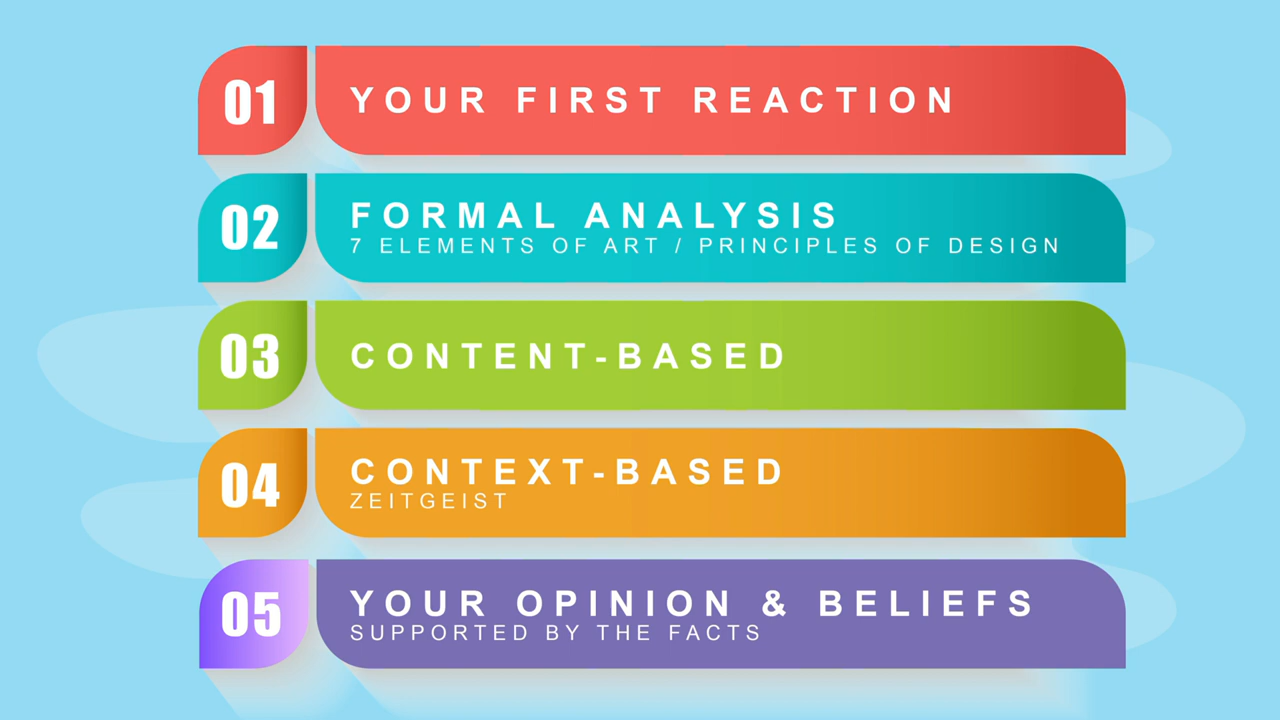 01
YOUR FIRST REACTION
02
FORMAL ANALYSIS
7 ELEMENTS OF ART / PRINCIPLES OF DESIGN
03
CONTENT-BASED
04
CONTEXT-BASED
ZEITGEIST
05
YOUR OPINION & BELIEFS
SUPPORTED BY THE FACTS